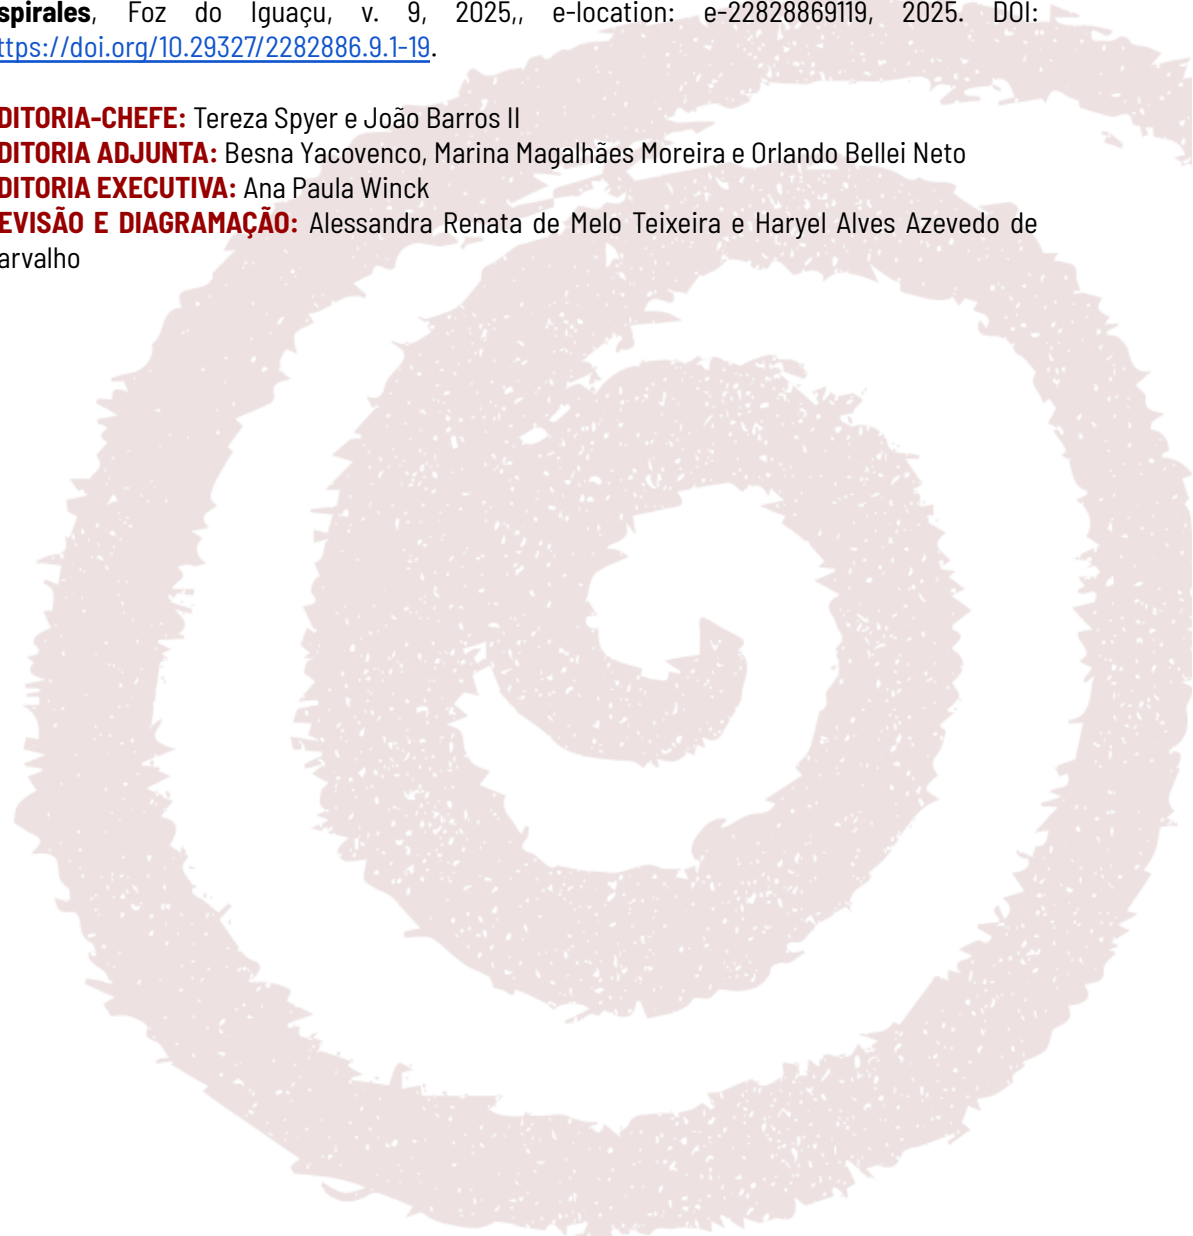 spirales, Foz do Iguaçu, v. 9, 2025,, e-location: e-22828869119, 2025. DOI:
ttps://doi.org/10.29327/2282886.9.1-19.
DITORIA-CHEFE: Tereza Spyer e João Barros II
DITORIA ADJUNTA: Besna Yacovenco, Marina Magalhães Moreira e Orlando Bellei Neto
DITORIA EXECUTIVA: Ana Paula Winck
EVISÃO E DIAGRAMAÇÃO: Alessandra Renata de Melo Teixeira e Haryel Alves Azevedo de
arvalho